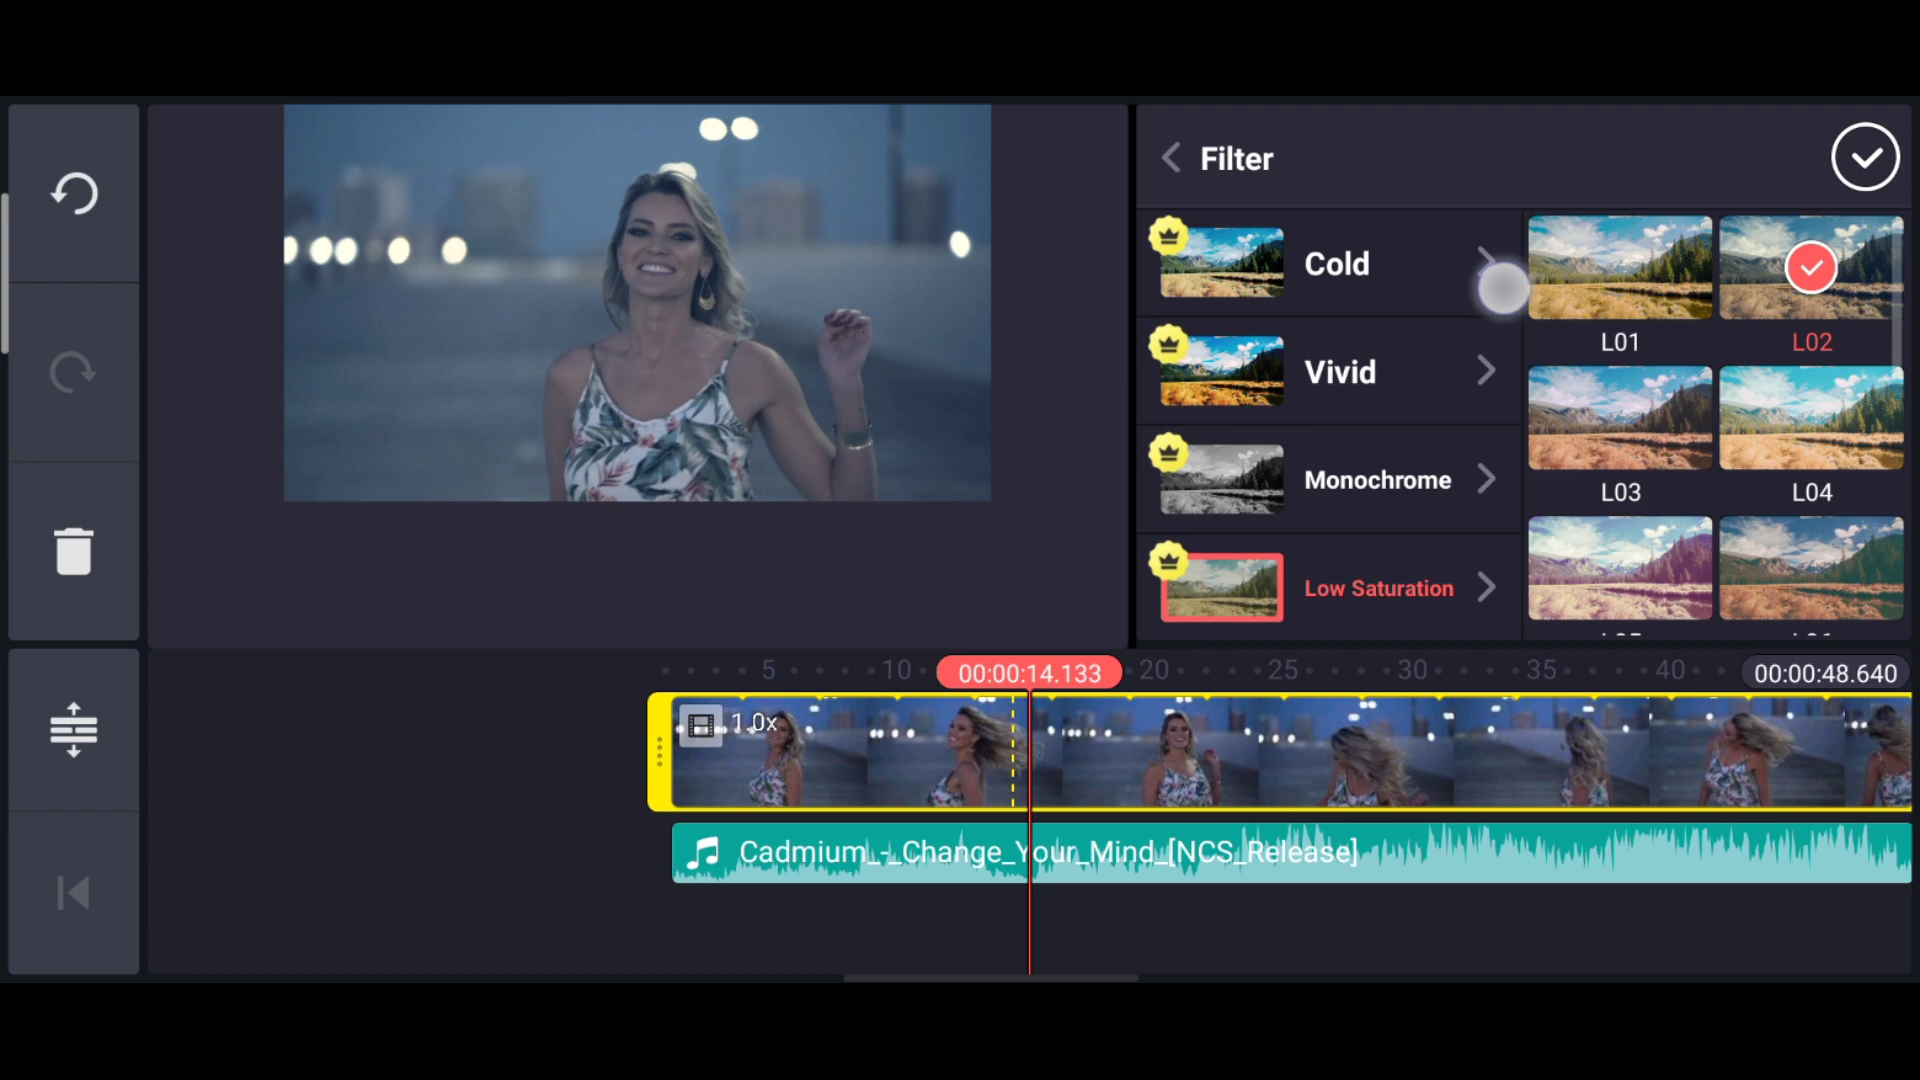 Filter
Cold
Vivid
Monochrome
Low Saturation
L01
L02
L03
L04
5
10
00:00:14.133
20
25
30
35
40
00:00:48.640
1.0x
Cadmium_-_Change_Your_Mind_[NCS_Release]